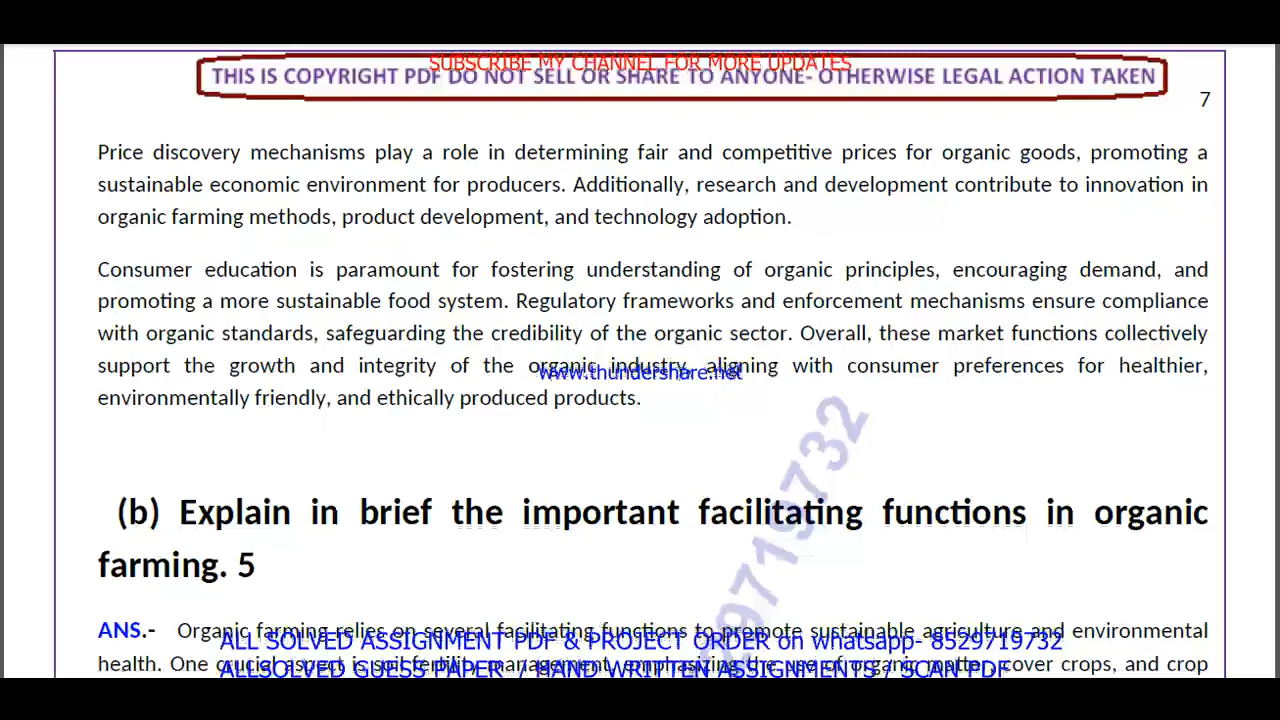 SUBSCRIBE MY CHANNEL FOR MORE UPDATES
THIS IS COPYRIGHT PDF DO NOT SELL OR SHARE TO ANYONE- OTHERWISE LEGAL ACTION TAKEN
7
Price discovery mechanisms play a role in determining fair and competitive prices for organic goods, promoting a
sustainable economic environment for producers. Additionally, research and development contribute to innovation in
organic farming methods, product development, and technology adoption.
Consumer education is paramount for fostering understanding of organic principles, encouraging demand, and
promoting a more sustainable food system. Regulatory frameworks and enforcement mechanisms ensure compliance
with organic standards, safeguarding the credibility of the organic sector. Overall, these market functions collectively
support the growth and integrity of the organic industry, aligning with consumer preferences for healthier,
www.thundershare.net
environmentally friendly, and ethically produced products.
29719732
(b) Explain in brief the important facilitating functions in organic
farming. 5
ANS.- Organic farming relies on several facilitating functions to promote sustainable agriculture and environmental
ALL SOLVED ASSIGNMENT PDF & PROJECT ORDER on whatsapp- 8529719732
health. One crucial aspect is soil fertility management, emphasizing the use of organic matter, cover crops, and crop
ALLSOLVED GUESS PAPER / HAND WRITTEN ASSIGNMENTS / SCAN PDF